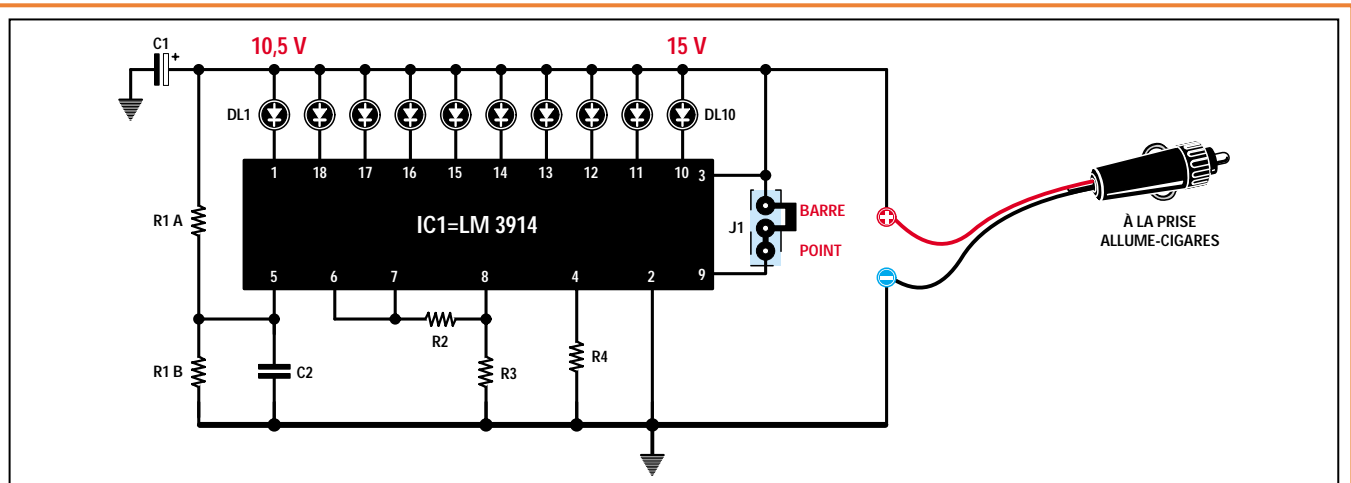 C1
+
10,5 V
15 V
DL1
DL10
1 18 17 16 15 14 13 12 11 10
3
R1 A
IC1=LM 3914
J1
BARRE
POINT
+
À LA PRISE
ALLUME-CIGARES
5 6 7 8 4 2
9
−
R2
R1 B
C2
R3
R4